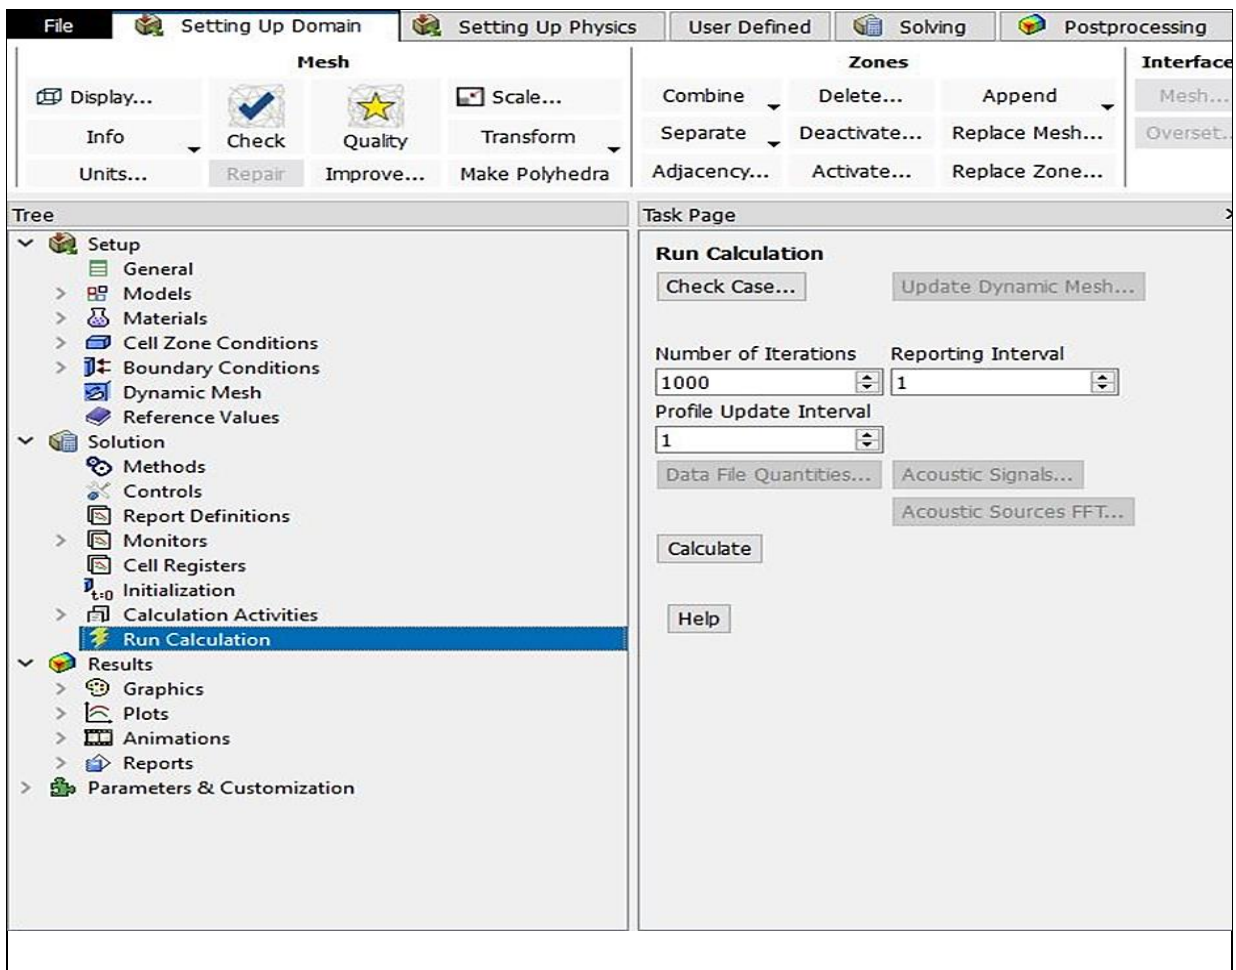 File Setting Up Domain Setting Up Physics User Defined Solving Postprocessing
Mesh Zones Interface
Display... Scale... Combine Delete... Append Mesh...
Info Check Quality Transform Separate Deactivate... Replace Mesh... Overset..
Units... Repair Improve... Make Polyhedra Adjacency... Activate... Replace Zone...
Tree
Setup
General
Models
Materials
Cell Zone Conditions
Boundary Conditions
Dynamic Mesh
Reference Values
Solution
Methods
Controls
Report Definitions
Monitors
Cell Registers
t=0 Initialization
Calculation Activities
Run Calculation
Results
Graphics
Plots
Animations
Reports
Parameters & Customization
Task Page
Run Calculation
Check Case... Update Dynamic Mesh...
Number of Iterations Reporting Interval
1000 1
Profile Update Interval
1
Data File Quantities... Acoustic Signals...
Acoustic Sources FFT...
Calculate
Help